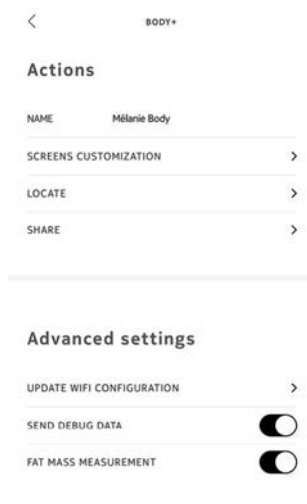 BODY+
Actions
NAME Mélanie Body
SCREENS CUSTOMIZATION
LOCATE
SHARE
Advanced settings
UPDATE WIFI CONFIGURATION
SEND DEBUG DATA
FAT MASS MEASUREMENT